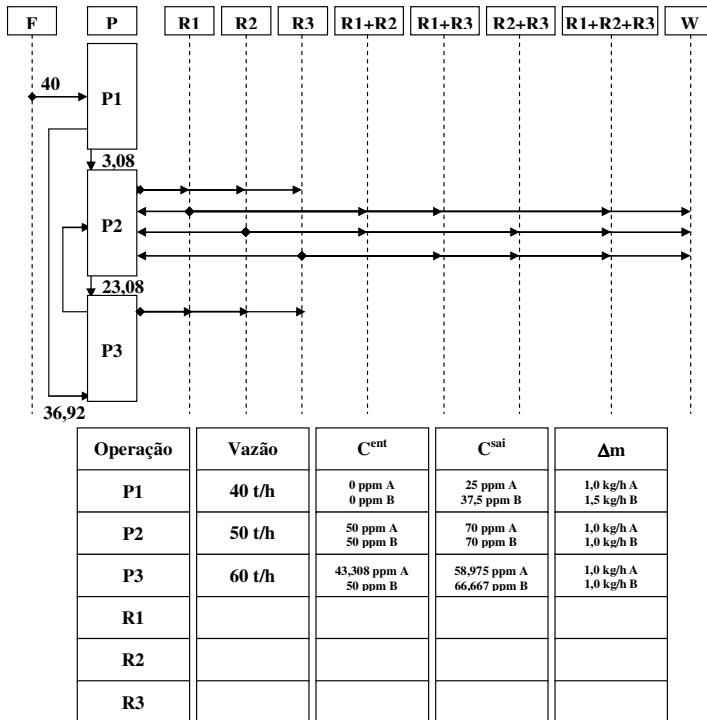 F P R1 R2 R3 R1+R2 R1+R3 R2+R3 R1+R2+R3 W
40
P1
3,08
P2
23,08
P3
36,92
Operação Vazão C^ent C^sai Δm
P1 40 t/h 0 ppm A 25 ppm A 1,0 kg/h A
0 ppm B 37,5 ppm B 1,5 kg/h B
P2 50 t/h 50 ppm A 70 ppm A 1,0 kg/h A
50 ppm B 70 ppm B 1,0 kg/h B
P3 60 t/h 43,308 ppm A 58,975 ppm A 1,0 kg/h A
50 ppm B 66,667 ppm B 1,0 kg/h B
R1
R2
R3